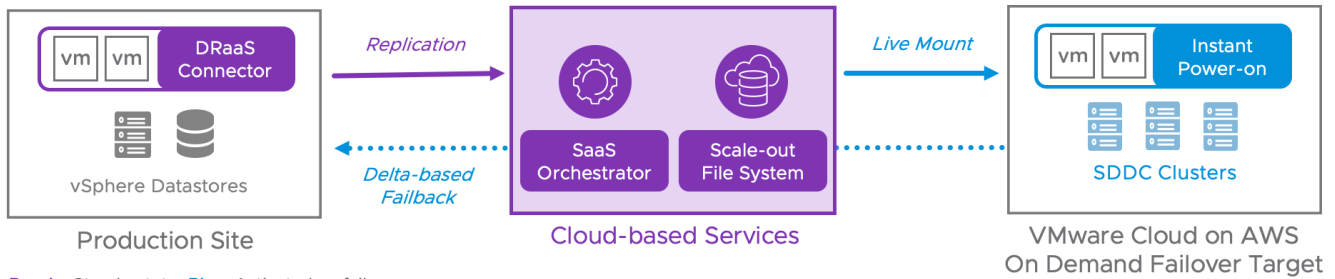 vm vm DRaaS
Connector
vSphere Datastores
Production Site
Replication
Delta-based
Failback
SaaS
Orchestrator
Scale-out
File System
Cloud-based Services
Live Mount
vm vm Instant
Power-on
SDDC Clusters
VMware Cloud on AWS
On Demand Failover Target